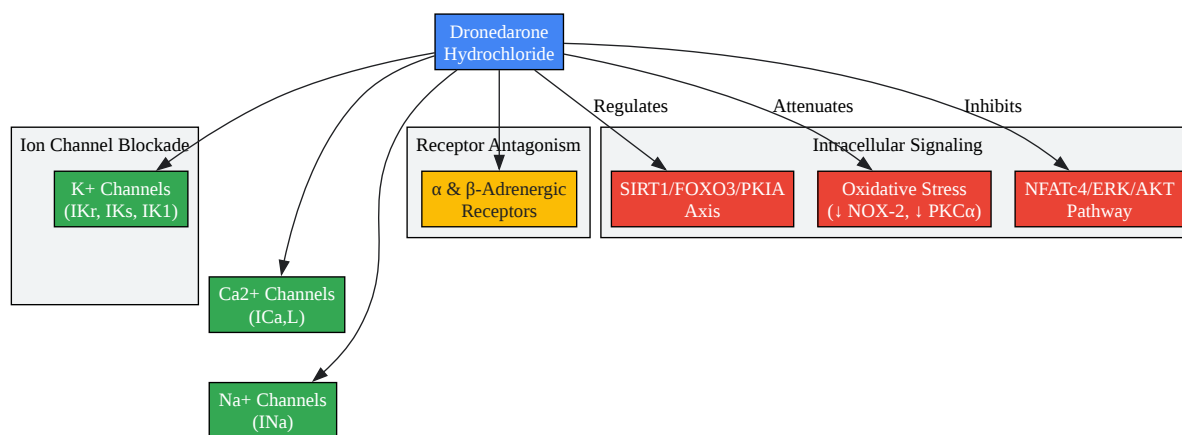 Dronedarone
Hydrochloride
Regulates
Attenuates
Inhibits
Ion Channel Blockade
K+ Channels
(IKr, IKs, IK1)
Ca2+ Channels
(ICa,L)
Na+ Channels
(INa)
Receptor Antagonism
α & β-Adrenergic
Receptors
Intracellular Signaling
SIRT1/FOXO3/PKIA
Axis
Oxidative Stress
(↓ NOX-2, ↓ PKCα)
NFATc4/ERK/AKT
Pathway